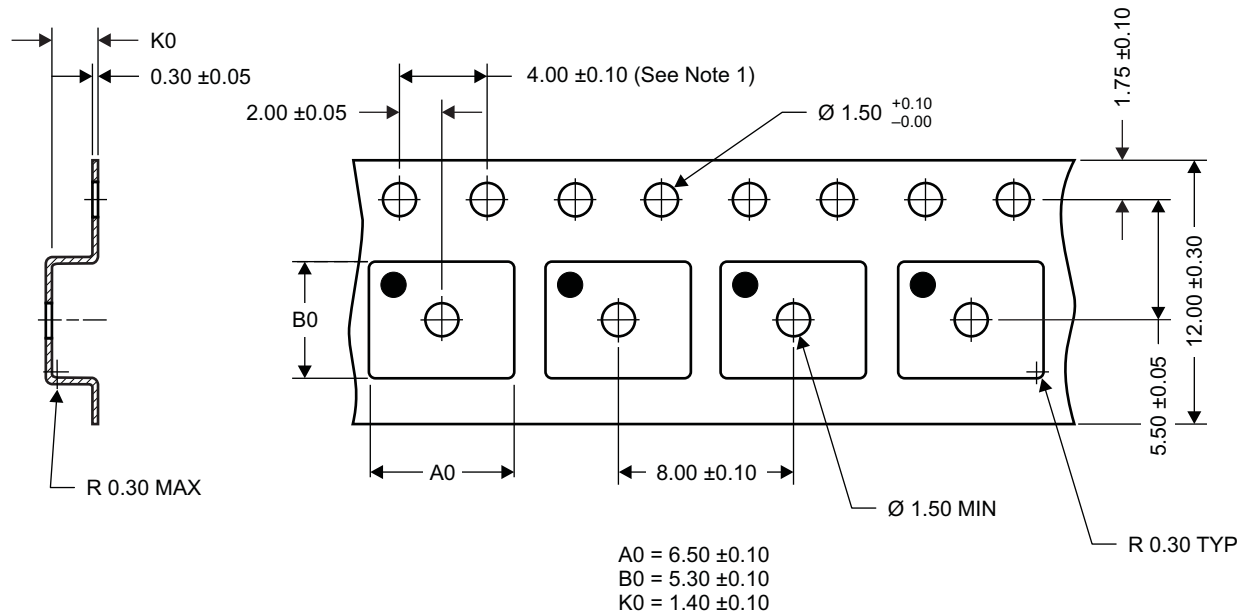 K0
0.30 ±0.05
4.00 ±0.10 (See Note 1)
2.00 ±0.05
Ø 1.50 +0.10 –0.00
1.75 ±0.10
B0
5.50 ±0.05
12.00 ±0.30
R 0.30 MAX
A0
8.00 ±0.10
Ø 1.50 MIN
R 0.30 TYP
A0 = 6.50 ±0.10
B0 = 5.30 ±0.10
K0 = 1.40 ±0.10